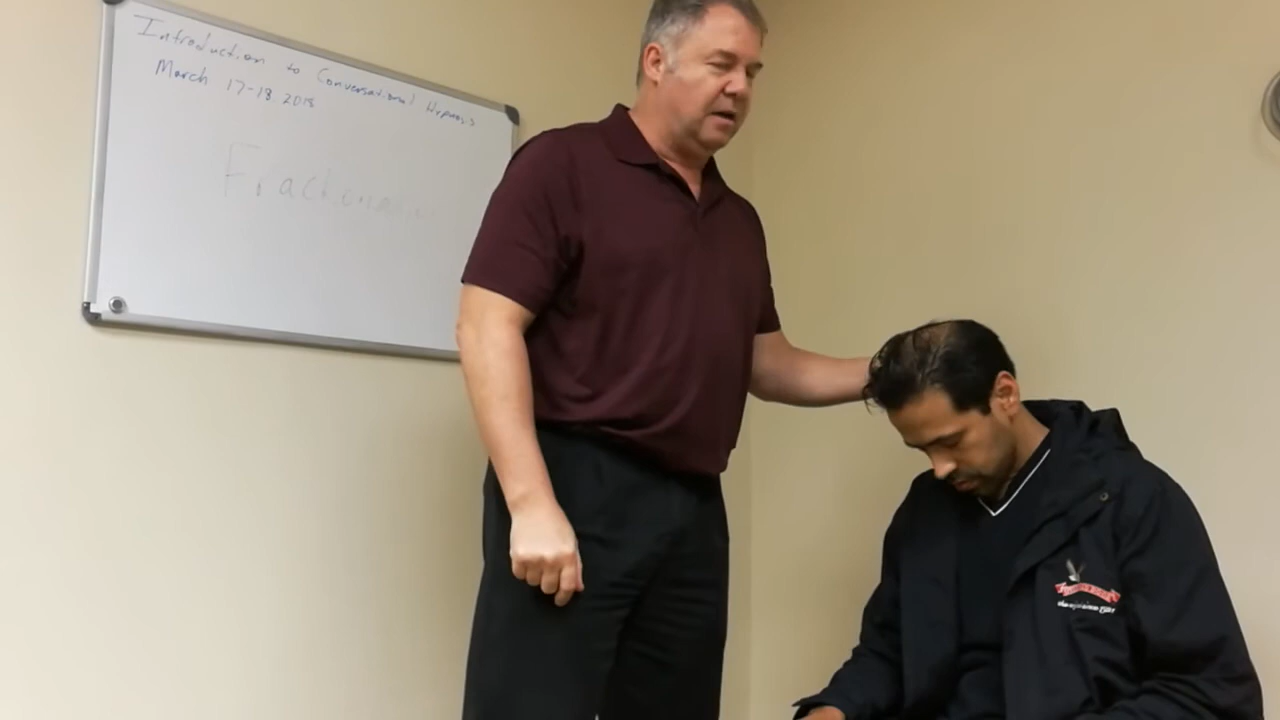 Introduction to Conversational Hypnosis
March 17-18, 2018
Fractionation